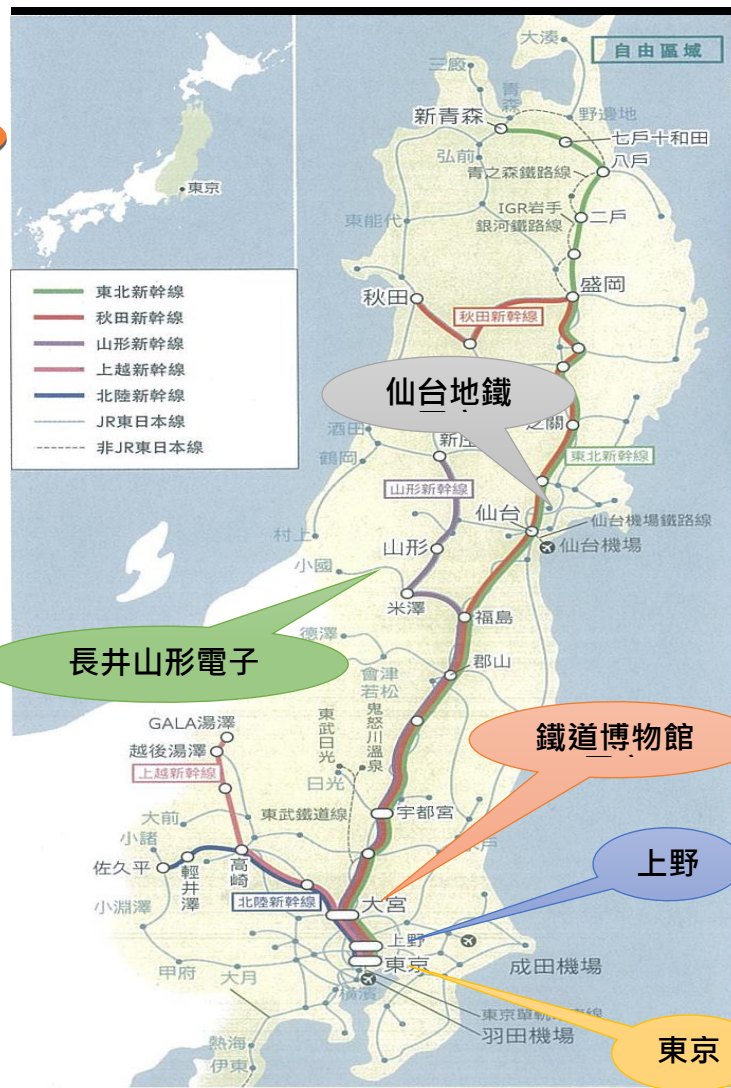 東京
自由區域
東北新幹線
秋田新幹線
山形新幹線
上越新幹線
北陸新幹線
JR東日本線
非JR東日本線
大湊
三厩
青森
新青森
野邊地
七戶十和田
弘前
八戶
青之森鐵路線
IGR岩手
銀河鐵路線
二戶
東能代
秋田
盛岡
秋田新幹線
仙台地鐵
酒田
鶴岡
東北新幹線
山形新幹線
仙台
仙台機場鐵路線
仙台機場
村上
山形
小國
米澤
福島
長井山形電子
郡山
會津
若松
GALA湯澤
越後湯澤
上越新幹線
東武日光
鬼怒川溫泉
日光
鐵道博物館
東武鐵道線
宇都宮
大前
小諸
佐久平
輕井澤
高崎
北陸新幹線
大宮
上野
上野
小淵澤
東京
甲府
大月
橫濱
成田機場
羽田機場
東京
熱海
伊東